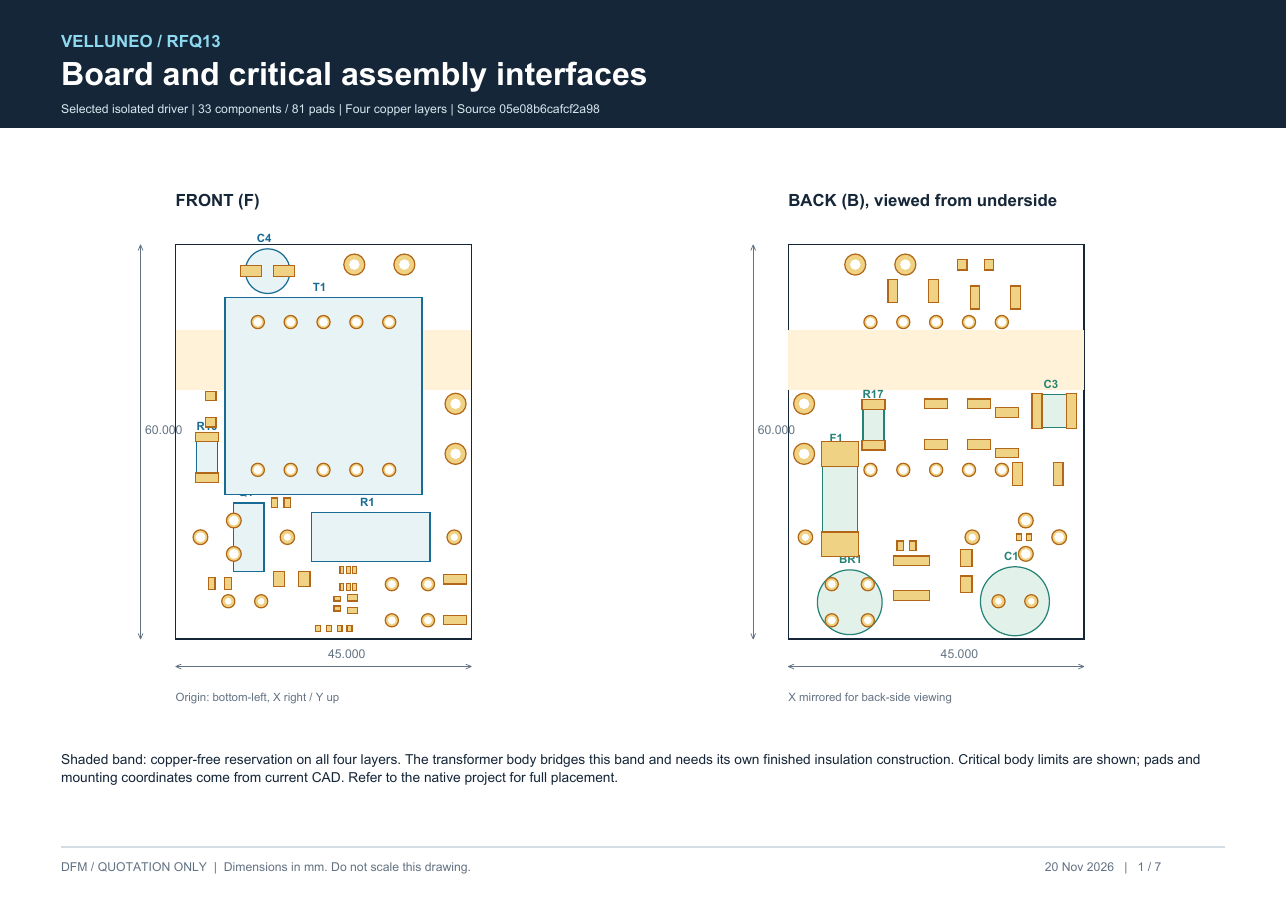 VELLUNEO / RFQ13
Board and critical assembly interfaces
Selected isolated driver | 33 components / 81 pads | Four copper layers | Source 05e08b6cafcf2a98
FRONT (F)
BACK (B), viewed from underside
C4
T1
C3
R17
60.000
60.000
F1
R1
BR1
C1
45.000
45.000
Origin: bottom-left, X right / Y up
X mirrored for back-side viewing
Shaded band: copper-free reservation on all four layers. The transformer body bridges this band and needs its own finished insulation construction. Critical body limits are shown; pads and
mounting coordinates come from current CAD. Refer to the native project for full placement.
DFM / QUOTATION ONLY | Dimensions in mm. Do not scale this drawing.
20 Nov 2026 | 1 / 7